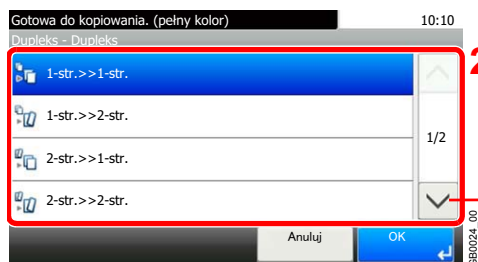 Gotowa do kopiowania. (pełny kolor) 10:10
Dupleks - Dupleks
2
1-str.>>1-str.
1-str.>>2-str.
1/2
2-str.>>1-str.
2-str.>>2-str.
Anuluj OK
GB0024_00